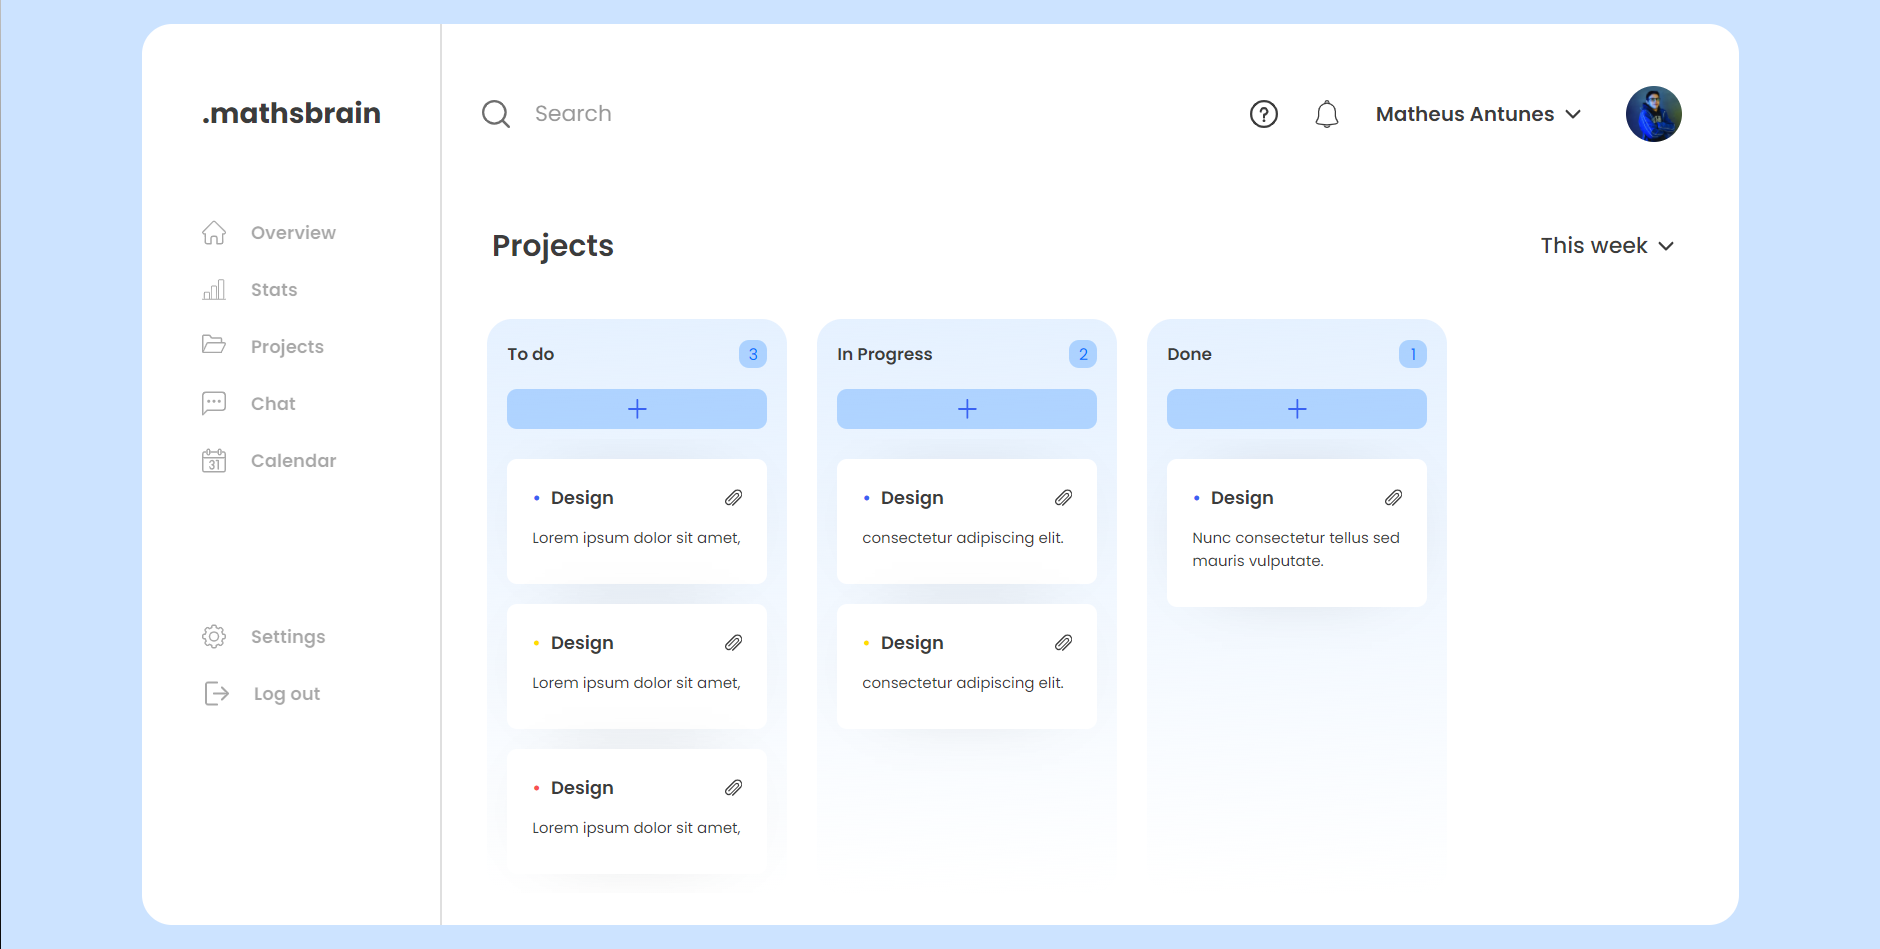 .mathsbrain
Search
Matheus Antunes
Overview
Stats
Projects
Chat
31
Calendar
Settings
Log out
Projects
This week
To do
3
Design
Lorem ipsum dolor sit amet,
Design
Lorem ipsum dolor sit amet,
Design
Lorem ipsum dolor sit amet,
In Progress
2
Design
consectetur adipiscing elit.
Design
consectetur adipiscing elit.
Done
1
Design
Nunc consectetur tellus sed
mauris vulputate.